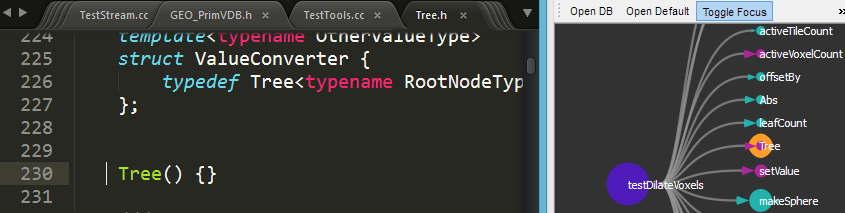 TestStream.cc × GEO_PrimVDB.h × TestTools.cc × Tree.h ×
224 template<typename OtherValueType>
225 struct ValueConverter {
226 typedef Tree<typename RootNodeTyp
227 };
228
229
230 Tree() {}
231
Open DB Open Default Toggle Focus
activeTileCount
activeVoxelCount
offsetBy
Abs
leafCount
Tree
setValue
testDilateVoxels
makeSphere